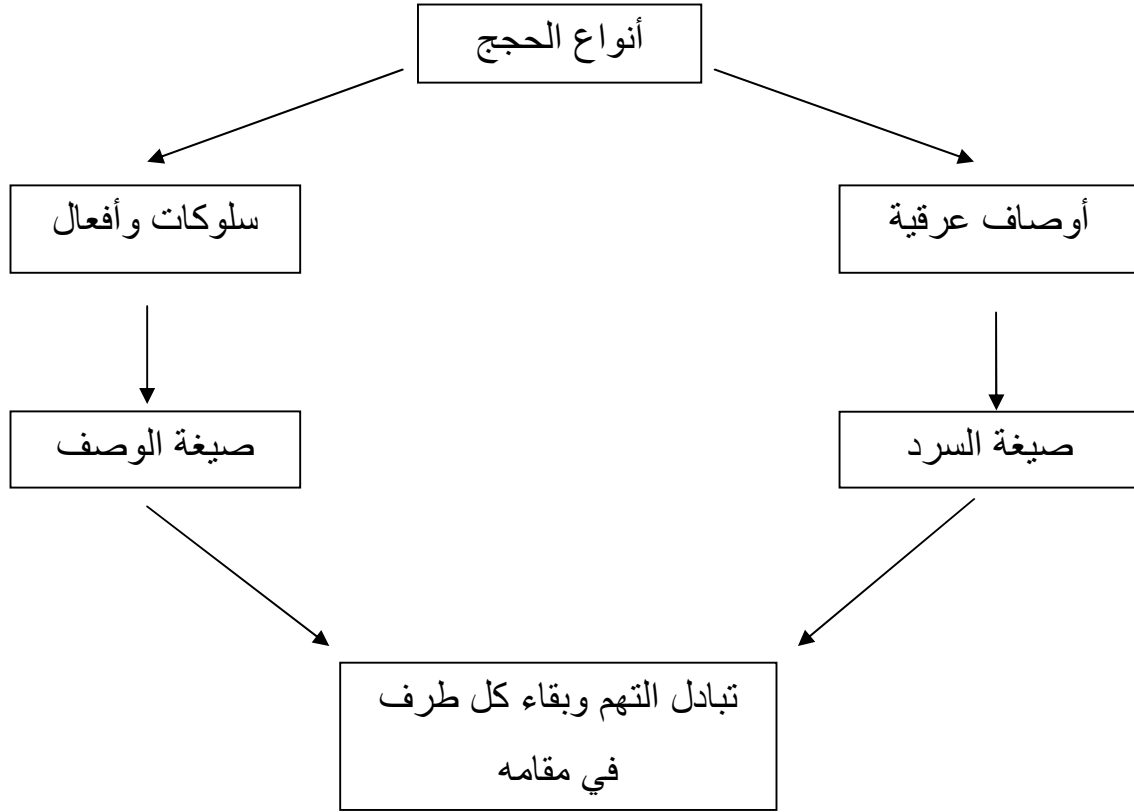 أنواع الحجج
أوصاف عرقية
سلوكات وأفعال
صيغة السرد
صيغة الوصف
تبادل التهم وبقاء كل طرف
في مقامه